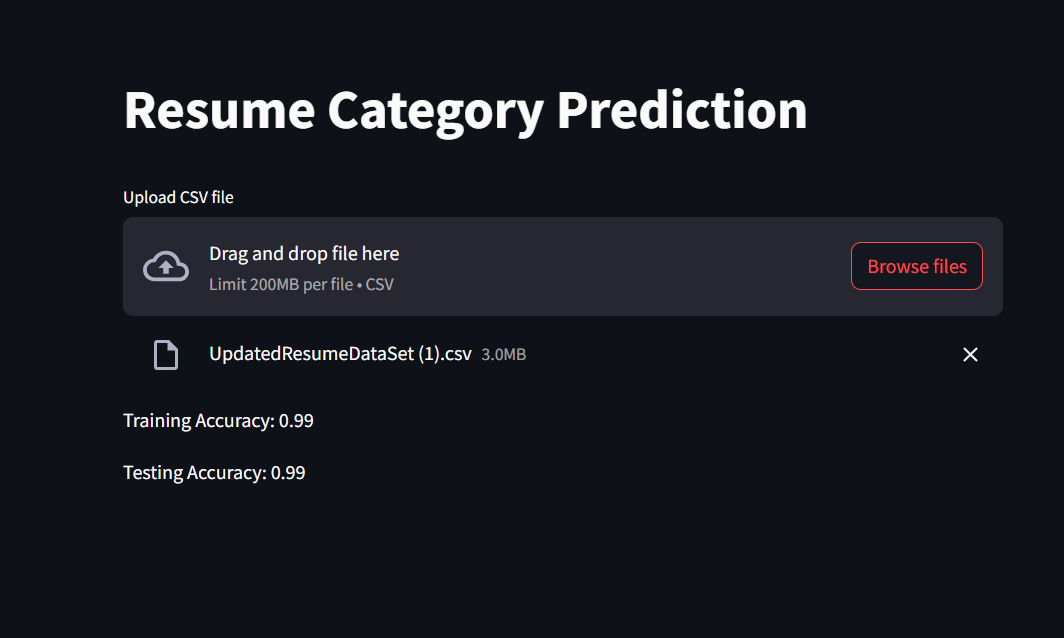 Resume Category Prediction
Upload CSV file
Drag and drop file here
Limit 200MB per file • CSV
Browse files
UpdatedResumeDataSet (1).csv 3.0MB
Training Accuracy: 0.99
Testing Accuracy: 0.99